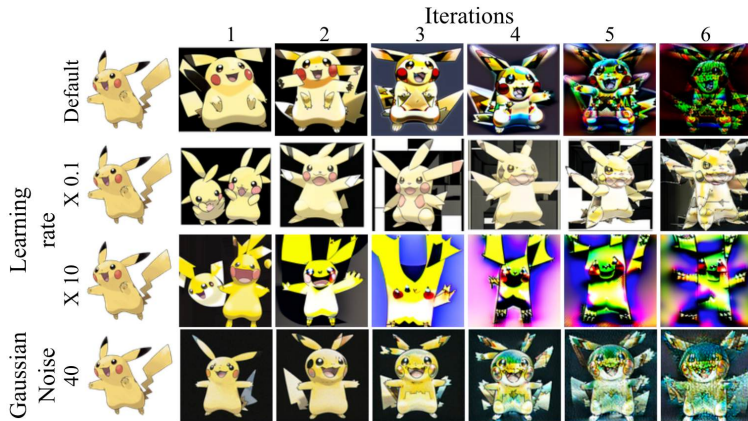 Iterations
1 2 3 4 5 6
Default
Learning rate
X 0.1
X 10
Gaussian Noise
40